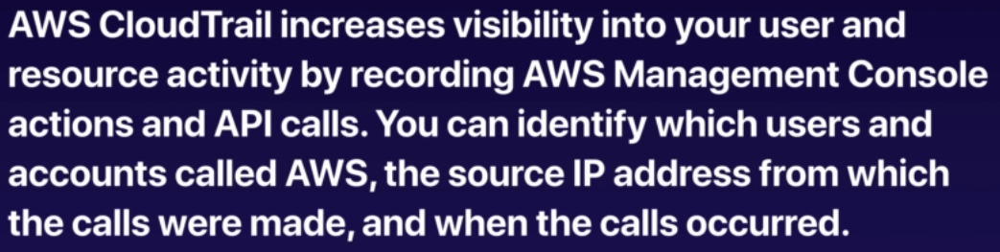 AWS CloudTrail increases visibility into your user and
resource activity by recording AWS Management Console
actions and API calls. You can identify which users and
accounts called AWS, the source IP address from which
the calls were made, and when the calls occurred.